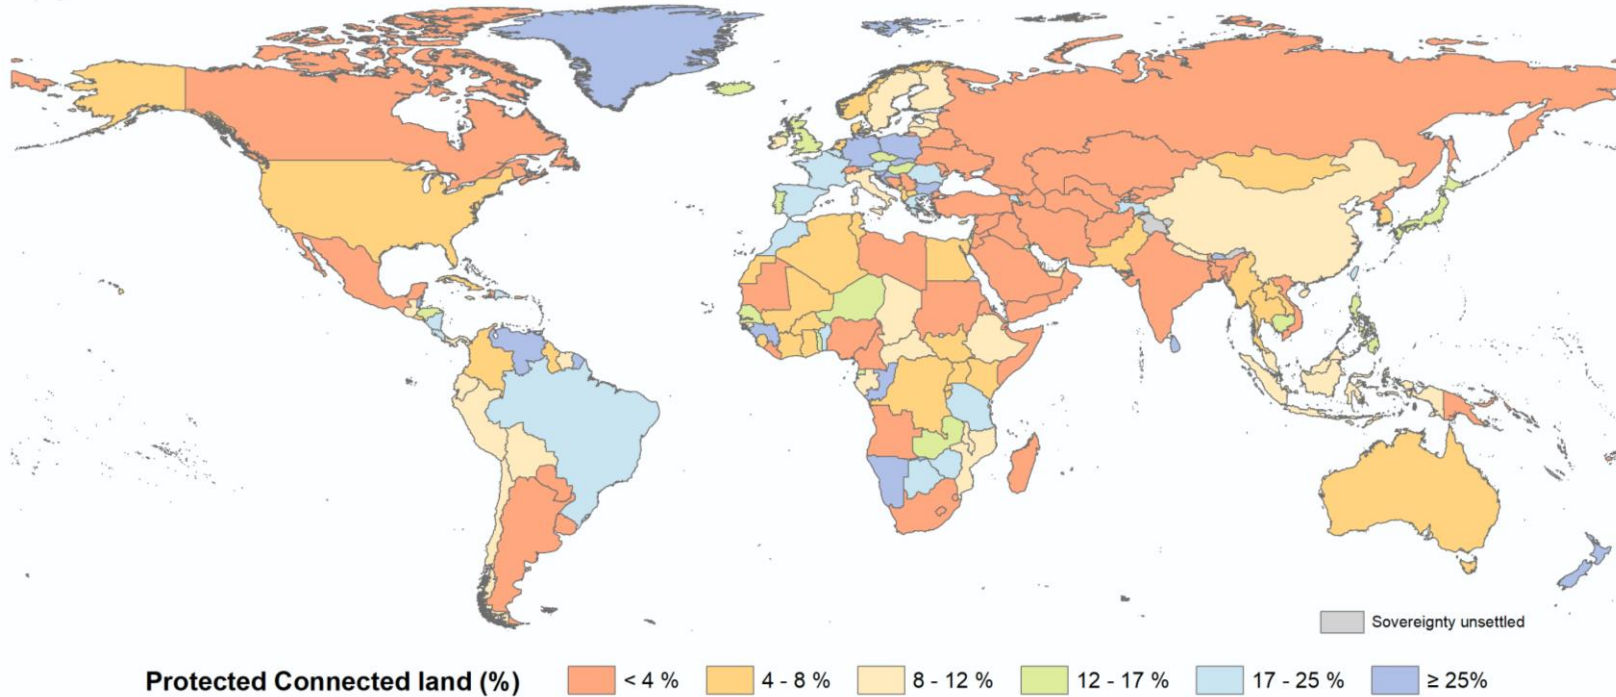 Sovereignty unsettled
Protected Connected land (%) < 4 % 4 - 8 % 8 - 12 % 12 - 17 % 17 - 25 % ≥ 25%